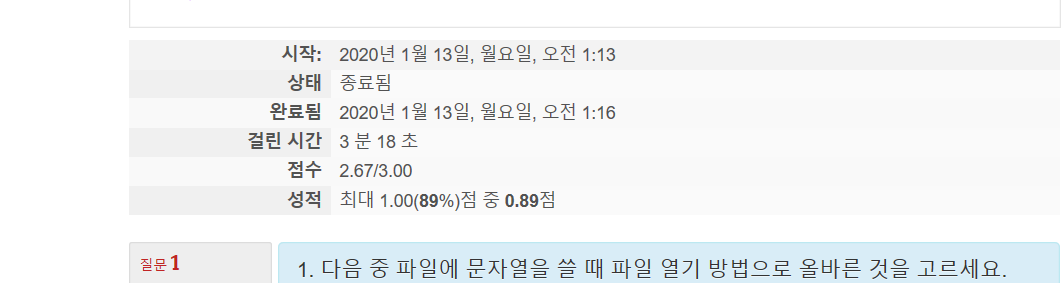 시작: 2020년 1월 13일, 월요일, 오전 1:13
상태 종료됨
완료됨 2020년 1월 13일, 월요일, 오전 1:16
걸린 시간 3 분 18 초
점수 2.67/3.00
성적 최대 1.00(89%)점 중 0.89점
질문 1
1. 다음 중 파일에 문자열을 쓸 때 파일 열기 방법으로 올바른 것을 고르세요.